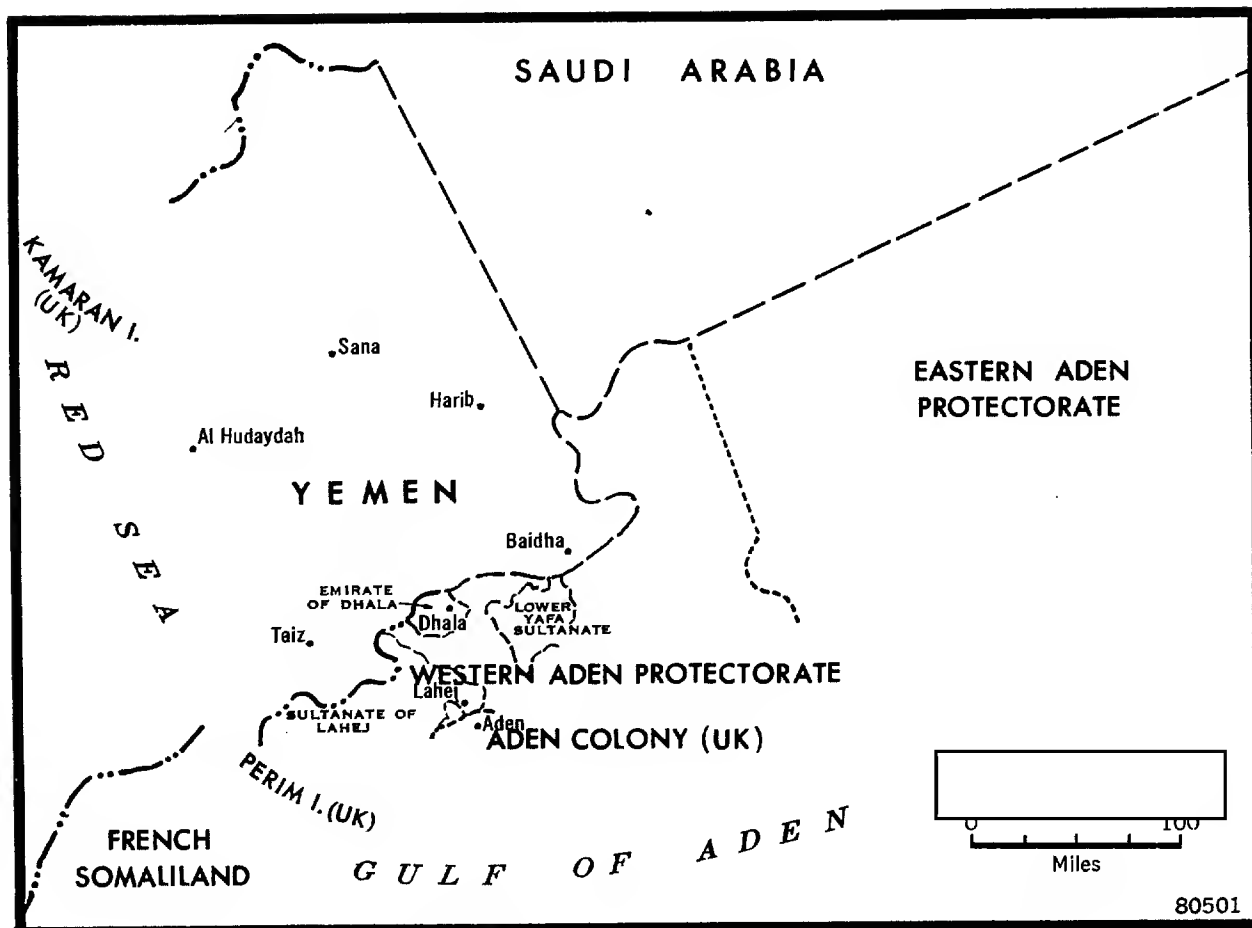 SAUDI ARABIA
KAMARAN I.
(UK)
RED SEA
Sana
Harib
Al Hudaydah
EASTERN ADEN
PROTECTORATE
YEMEN
Baidha
EMIRATE
OF DHALA
Dhala
LOWER
YAFA
SULTANATE
Taiz
WESTERN ADEN PROTECTORATE
Lahej
SULTANATE OF
LAHEJ
Aden
ADEN COLONY (UK)
PERIM I. (UK)
FRENCH
SOMALILAND
GULF OF ADEN
0 100
Miles
80501